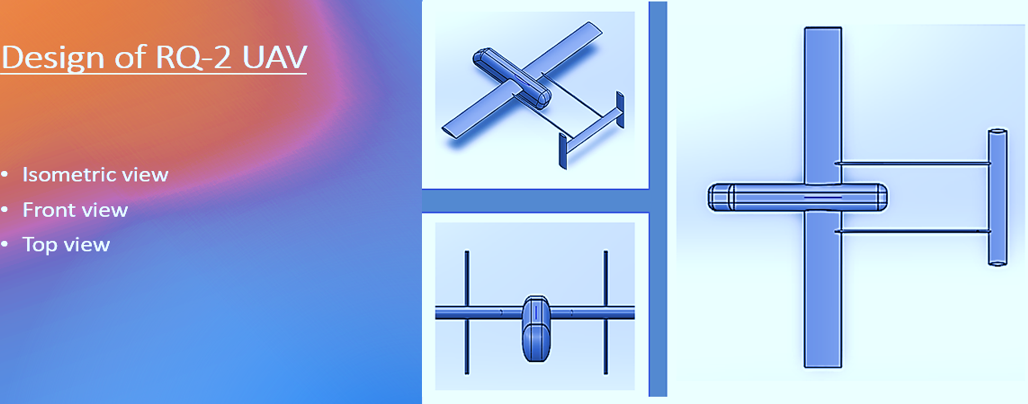 Design of RQ-2 UAV
• Isometric view
• Front view
• Top view